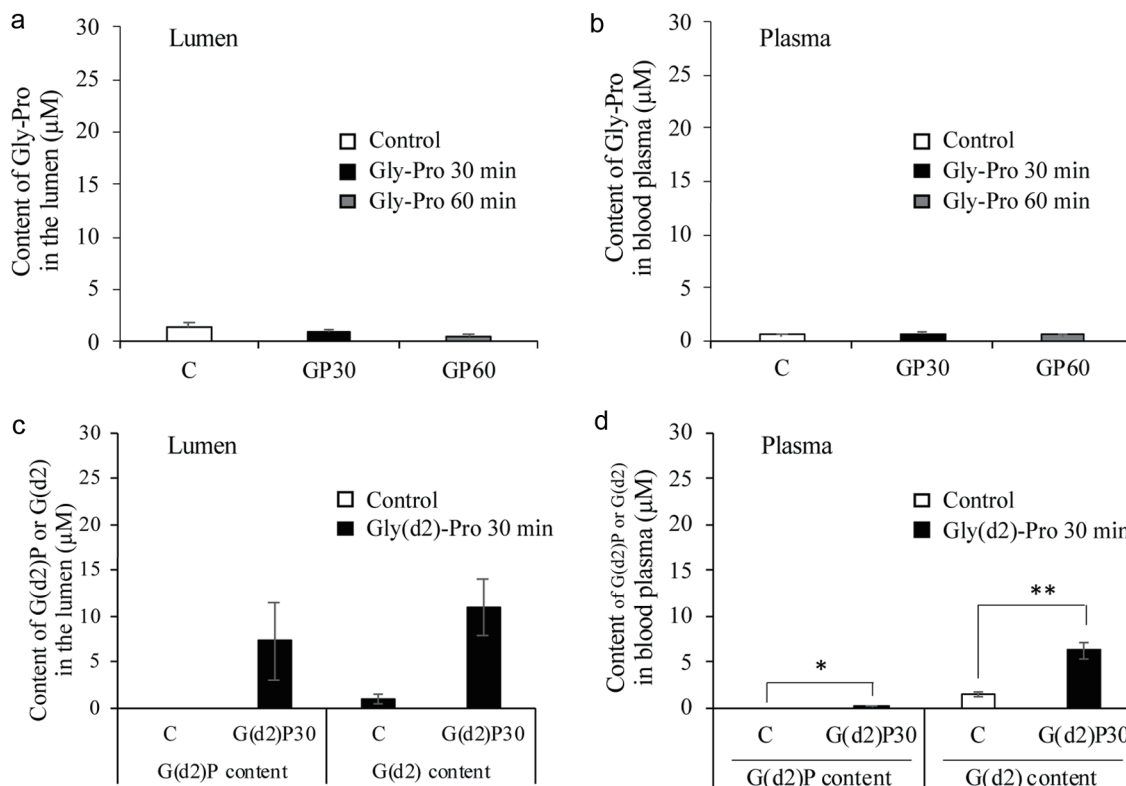 a
Lumen
Content of Gly-Pro
in the lumen (μM)
30
25
20
15
10
5
0
Control
Gly-Pro 30 min
Gly-Pro 60 min
C
GP30
GP60
b
Plasma
Content of Gly-Pro
in blood plasma (μM)
30
25
20
15
10
5
0
Control
Gly-Pro 30 min
Gly-Pro 60 min
C
GP30
GP60
c
Lumen
Content of G(d2)P or G(d2)
in the lumen (μM)
30
25
20
15
10
5
0
Control
Gly(d2)-Pro 30 min
C
G(d2)P30
C
G(d2)P30
G(d2)P content
G(d2) content
d
Plasma
Content of G(d2)P or G(d2)
in blood plasma (μM)
30
25
20
15
10
5
0
Control
Gly(d2)-Pro 30 min
*
**
C
G(d2)P30
C
G(d2)P30
G(d2)P content
G(d2) content